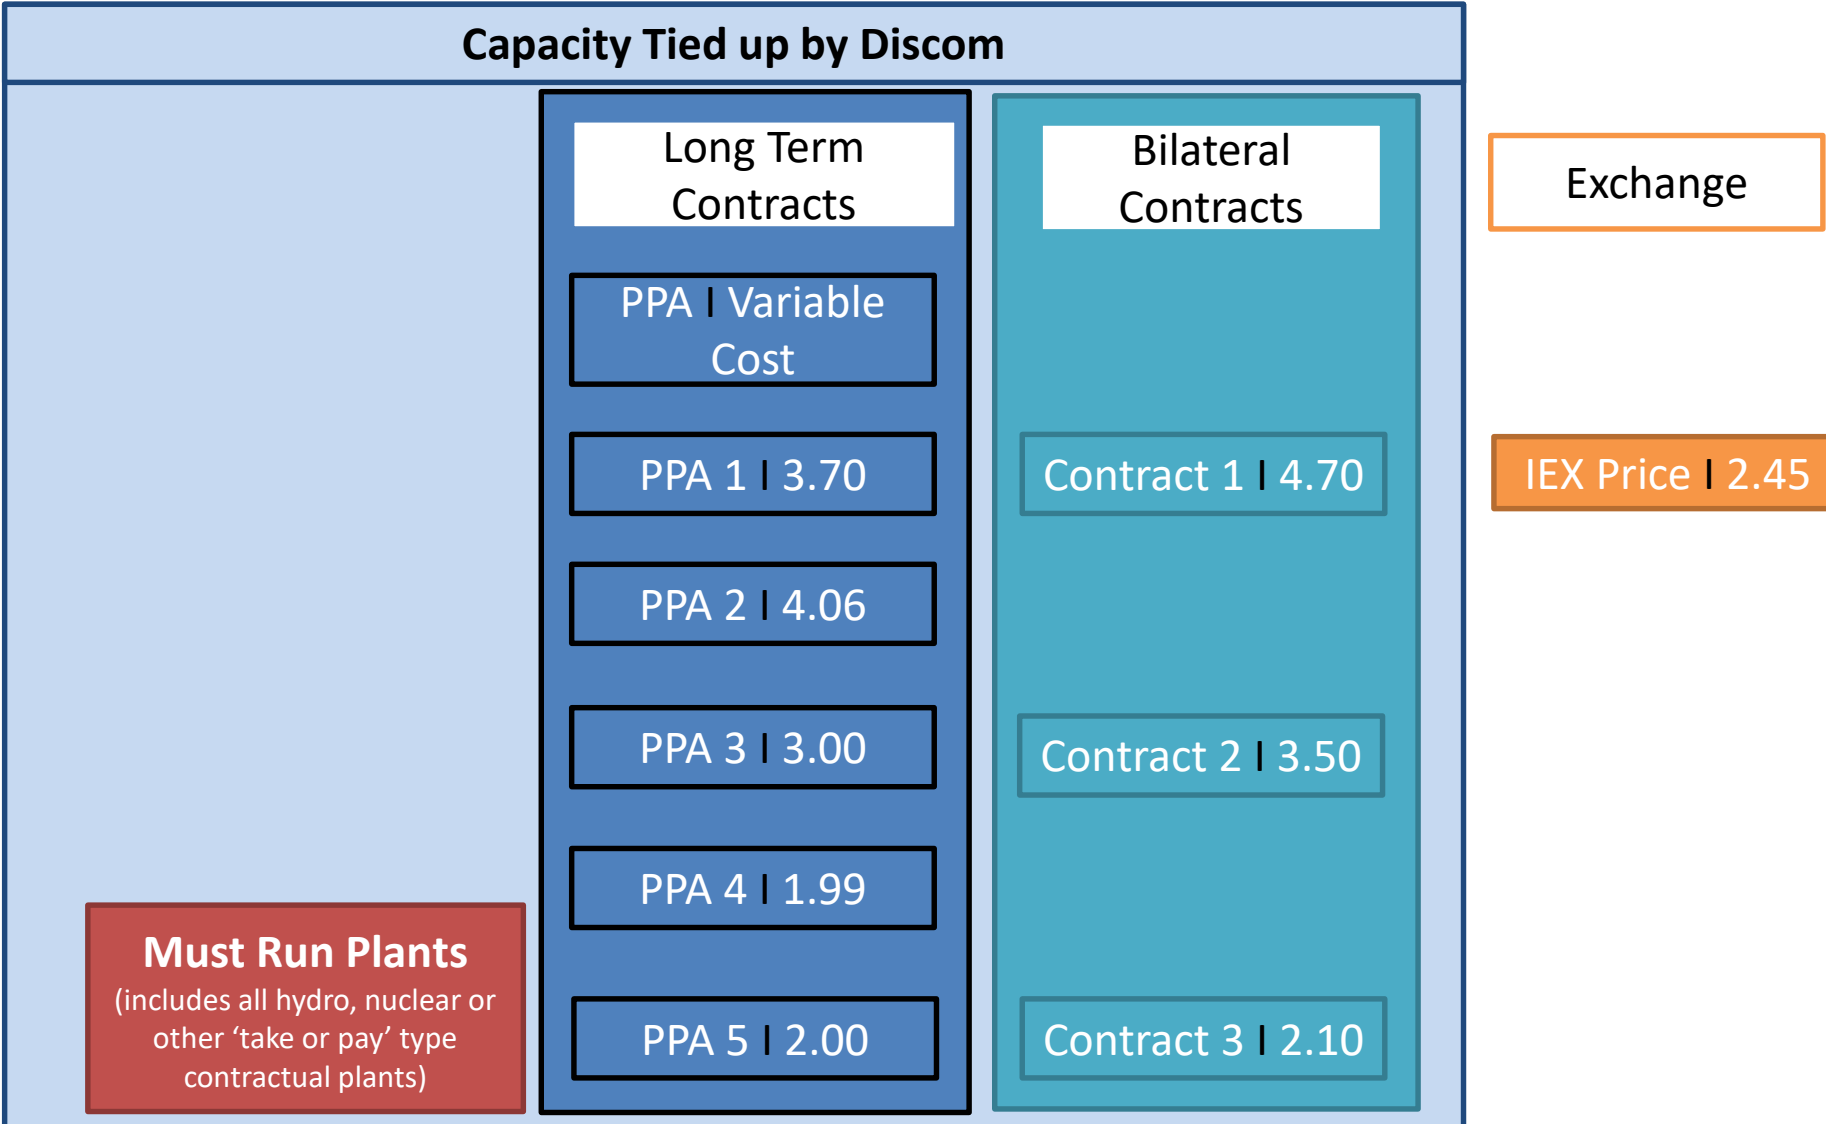 Capacity Tied up by Discom
Long Term
Contracts
Bilateral
Contracts
Exchange
PPA I Variable
Cost
PPA 1 I 3.70
Contract 1 I 4.70
IEX Price I 2.45
PPA 2 I 4.06
PPA 3 I 3.00
Contract 2 I 3.50
PPA 4 I 1.99
Must Run Plants
(includes all hydro, nuclear or
other ‘take or pay’ type
contractual plants)
PPA 5 I 2.00
Contract 3 I 2.10